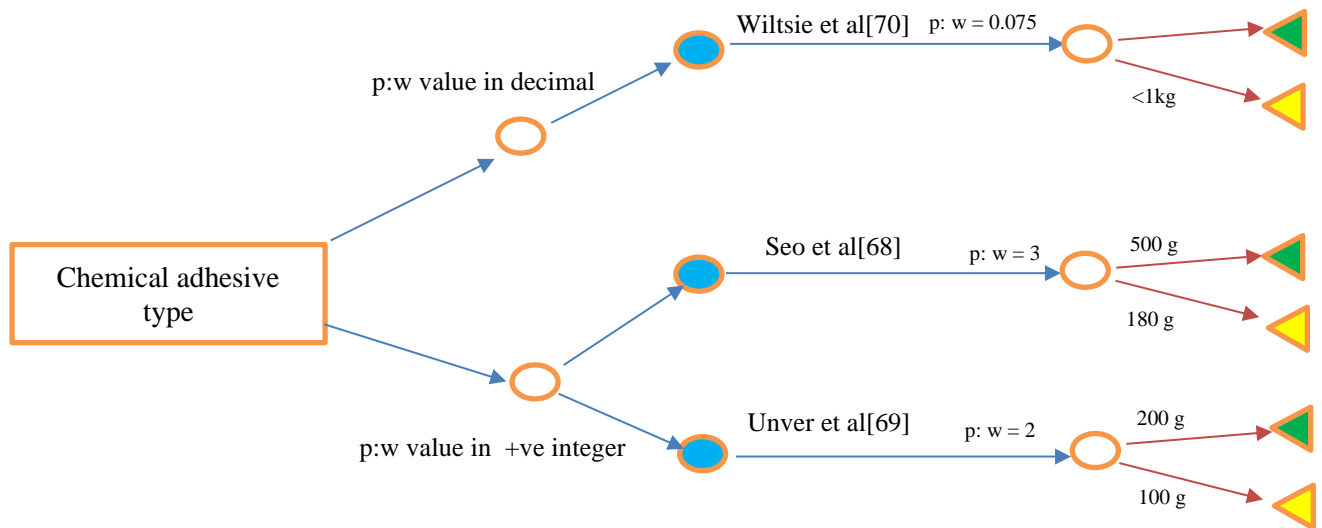 Wiltsie et al[70]
p: w = 0.075
p:w value in decimal
<1kg
Chemical adhesive
type
Seo et al[68]
p: w = 3
500 g
180 g
p:w value in  +ve integer
Unver et al[69]
p: w = 2
200 g
100 g